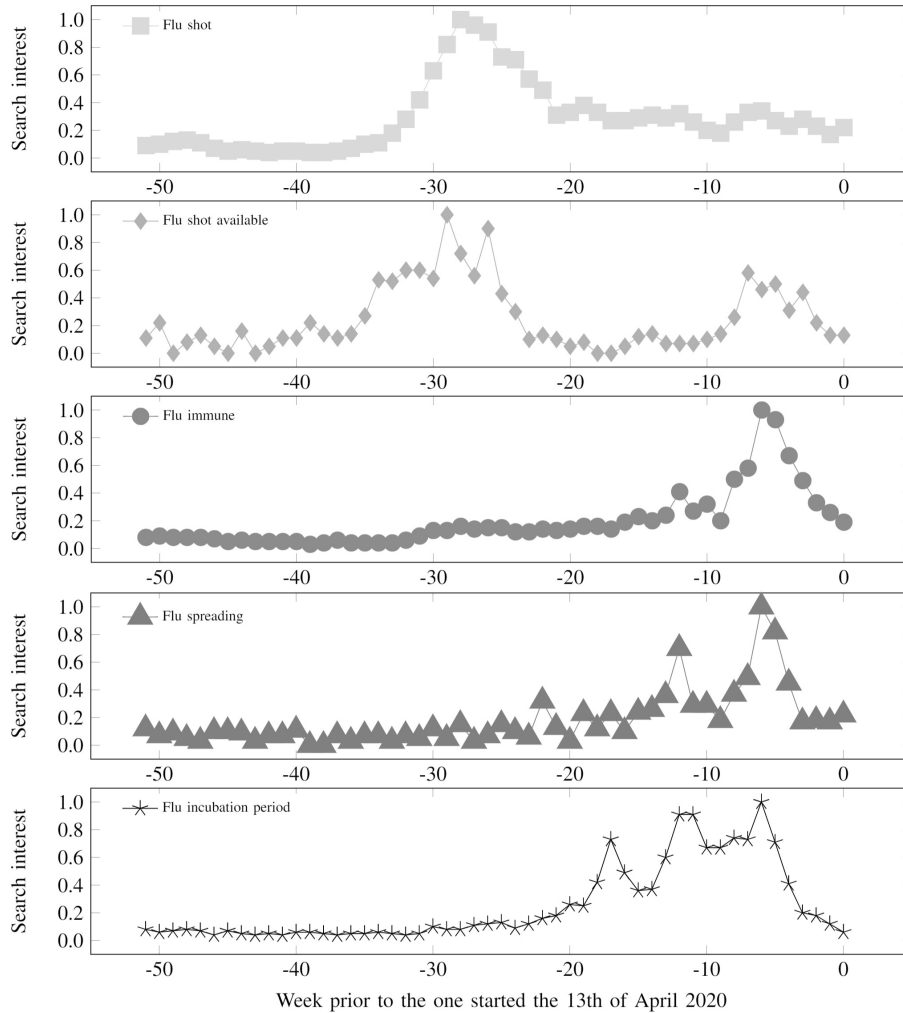 Flu shot
Search interest
1.0
0.8
0.6
0.4
0.2
0.0
-50 -40 -30 -20 -10 0
Flu shot available
Search interest
1.0
0.8
0.6
0.4
0.2
0.0
-50 -40 -30 -20 -10 0
Flu immune
Search interest
1.0
0.8
0.6
0.4
0.2
0.0
-50 -40 -30 -20 -10 0
Flu spreading
Search interest
1.0
0.8
0.6
0.4
0.2
0.0
-50 -40 -30 -20 -10 0
Flu incubation period
Search interest
1.0
0.8
0.6
0.4
0.2
0.0
-50 -40 -30 -20 -10 0
Week prior to the one started the 13th of April 2020